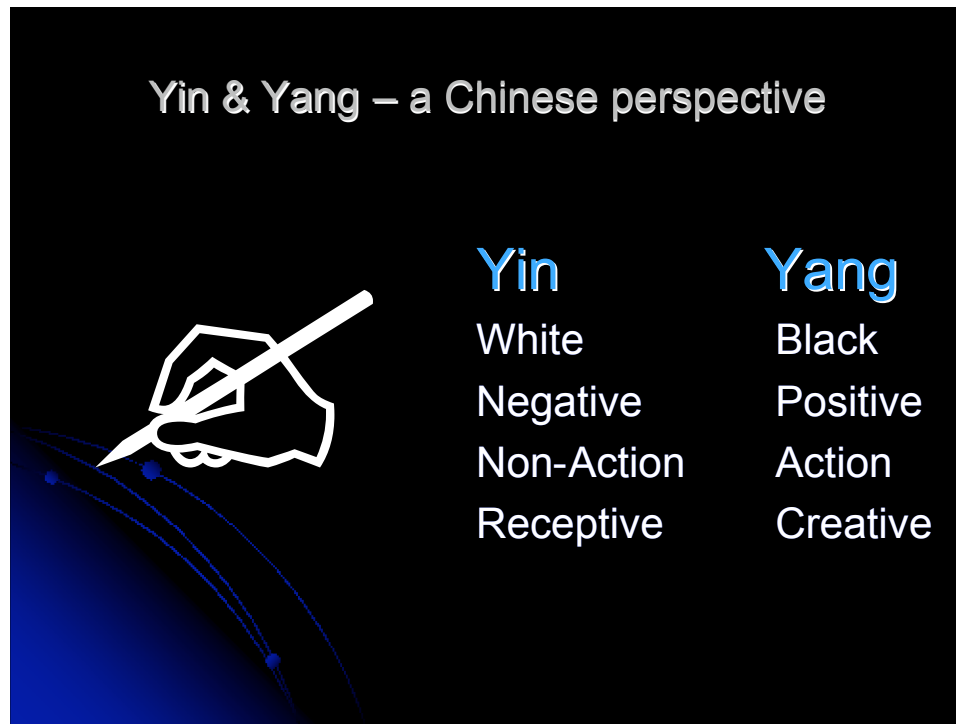 Yin & Yang – a Chinese perspective
Yin Yang
White Black
Negative Positive
Non-Action Action
Receptive Creative